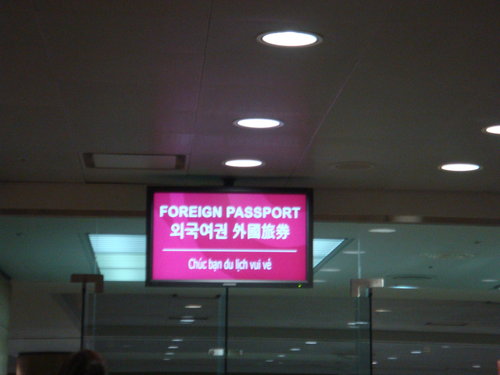 FOREIGN PASSPORT
외국여권 外國旅券
Chúc bạn du lịch vui vẻ